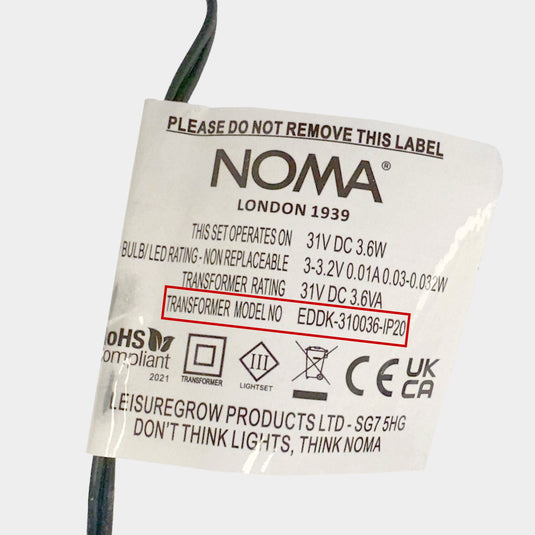 PLEASE DO NOT REMOVE THIS LABEL
NOMA®
LONDON 1939
THIS SET OPERATES ON 31V DC 3.6W
BULB/LED RATING - NON REPLACEABLE 3-3.2V 0.01A 0.03-0.032W
TRANSFORMER RATING 31V DC 3.6VA
TRANSFORMER MODEL NO EDDK-310036-IP20
RoHS
compliant
2021
TRANSFORMER
III
LIGHTSET
CE
UK
CA
LEISUREGROW PRODUCTS LTD - SG7 5HG
DON'T THINK LIGHTS, THINK NOMA